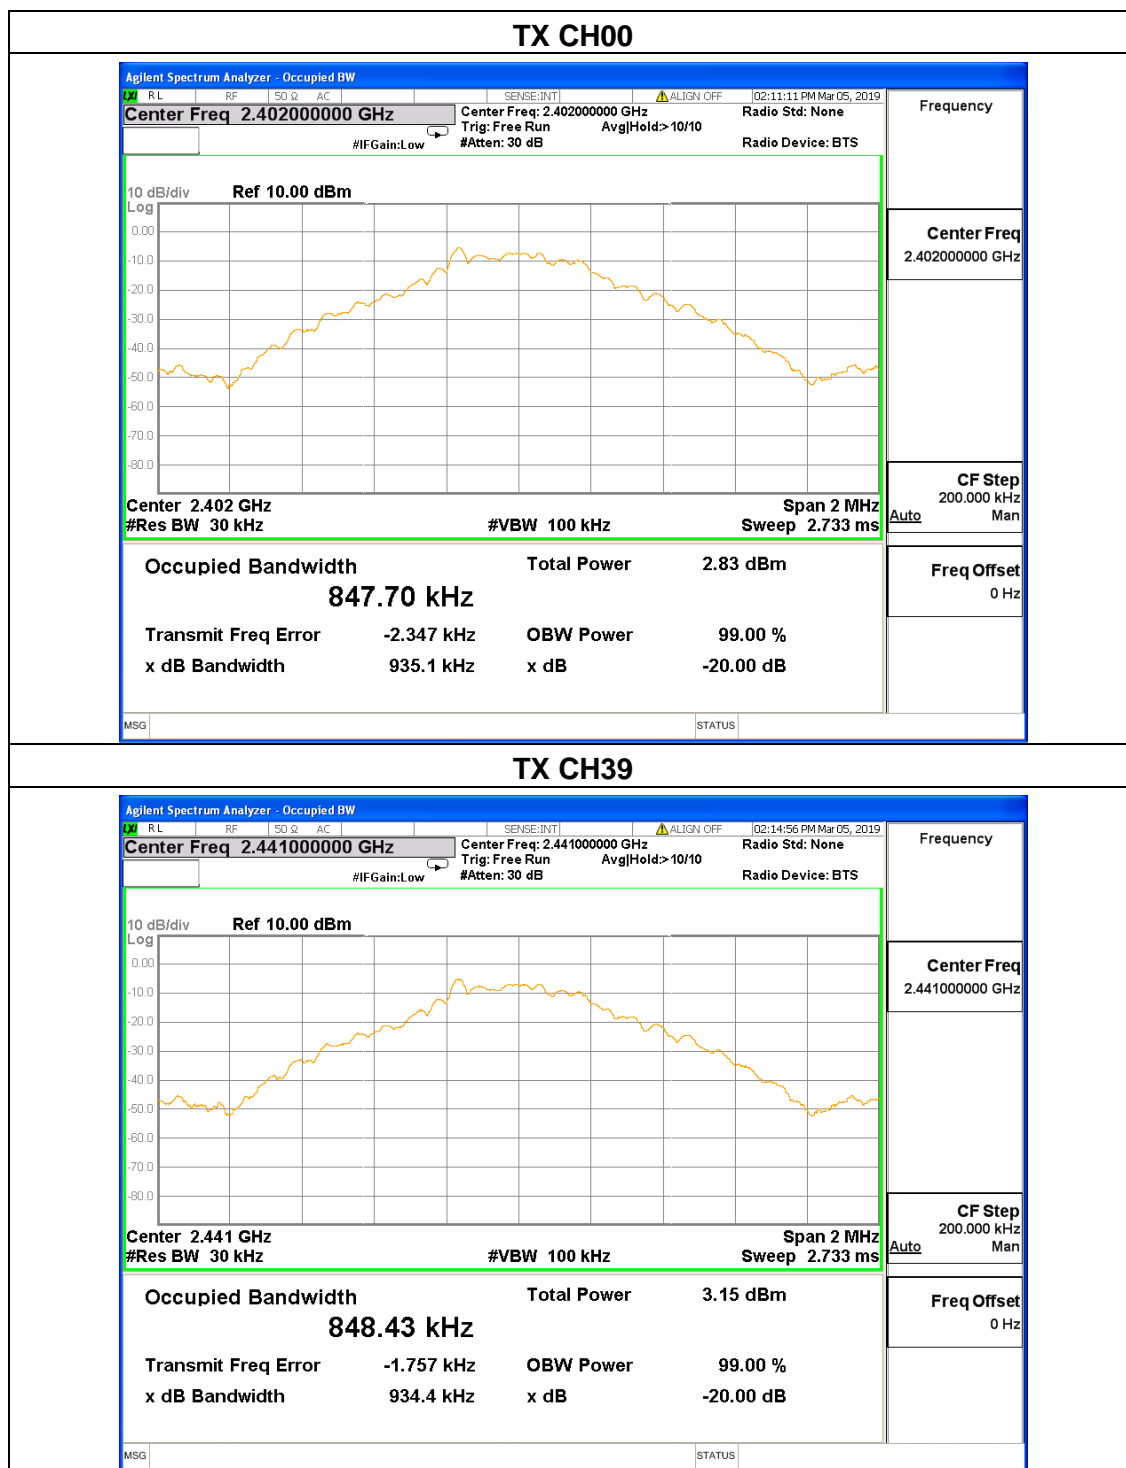 TX CH00
Agilent Spectrum Analyzer - Occupied BW
LXI RL RF 50 Ω AC SENSE:INT ALIGN OFF 02:11:11 PM Mar 05, 2019
Center Freq 2.402000000 GHz
Center Freq: 2.402000000 GHz Radio Std: None
Trig: Free Run Avg|Hold:>10/10
#IFGain:Low #Atten: 30 dB Radio Device: BTS
Frequency
10 dB/div Ref 10.00 dBm
Log
0.00
-10.0
-20.0
-30.0
-40.0
-50.0
-60.0
-70.0
-80.0
Center Freq
2.402000000 GHz
Center 2.402 GHz Span 2 MHz
#Res BW 30 kHz #VBW 100 kHz Sweep 2.733 ms
CF Step
200.000 kHz
Auto Man
Occupied Bandwidth Total Power 2.83 dBm
847.70 kHz
Transmit Freq Error -2.347 kHz OBW Power 99.00 %
x dB Bandwidth 935.1 kHz x dB -20.00 dB
Freq Offset
0 Hz
MSG STATUS
TX CH39
Agilent Spectrum Analyzer - Occupied BW
LXI RL RF 50 Ω AC SENSE:INT ALIGN OFF 02:14:56 PM Mar 05, 2019
Center Freq 2.441000000 GHz
Center Freq: 2.441000000 GHz Radio Std: None
Trig: Free Run Avg|Hold:>10/10
#IFGain:Low #Atten: 30 dB Radio Device: BTS
Frequency
10 dB/div Ref 10.00 dBm
Log
0.00
-10.0
-20.0
-30.0
-40.0
-50.0
-60.0
-70.0
-80.0
Center Freq
2.441000000 GHz
Center 2.441 GHz Span 2 MHz
#Res BW 30 kHz #VBW 100 kHz Sweep 2.733 ms
CF Step
200.000 kHz
Auto Man
Occupied Bandwidth Total Power 3.15 dBm
848.43 kHz
Transmit Freq Error -1.757 kHz OBW Power 99.00 %
x dB Bandwidth 934.4 kHz x dB -20.00 dB
Freq Offset
0 Hz
MSG STATUS